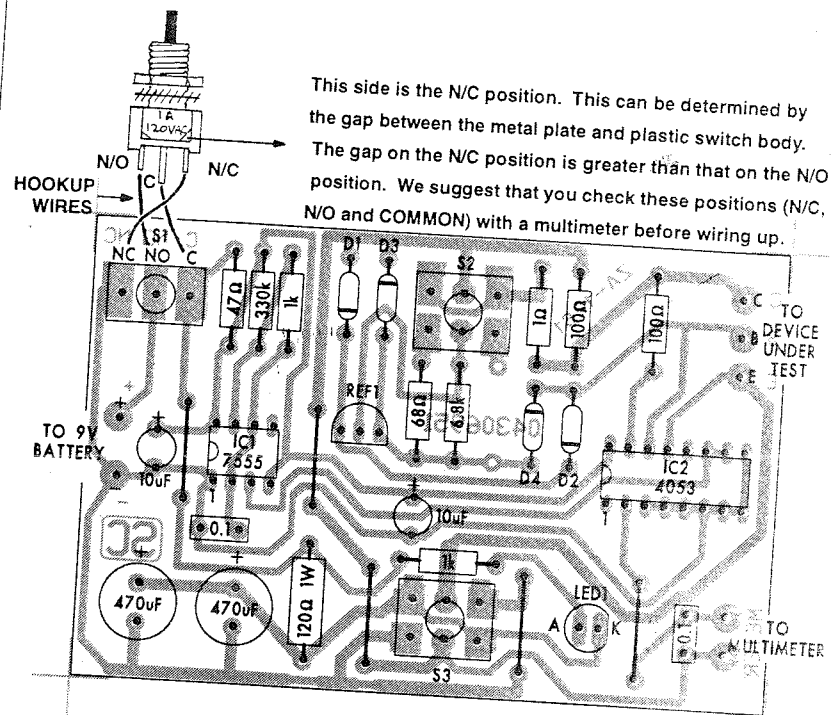 1A
120VAC
This side is the N/C position. This can be determined by
the gap between the metal plate and plastic switch body.
The gap on the N/C position is greater than that on the N/O
position. We suggest that you check these positions (N/C,
N/O and COMMON) with a multimeter before wiring up.
N/O
C
N/C
HOOKUP
WIRES
S1
NC NO C
D1 D3
S2
47Ω
330k
1k
1Ω
100Ω
100Ω
C
B
E
TO
DEVICE
UNDER
TEST
REF1
68Ω
6.8k
04306951
D4 D2
TO 9V
BATTERY
+
-
+
10uF
IC1
7555
1
IC2
4053
1
+
10uF
0.1
SC
+
470uF
+
470uF
120Ω 1W
1k
S3
LED1
A K
0.1
TO
MULTIMETER